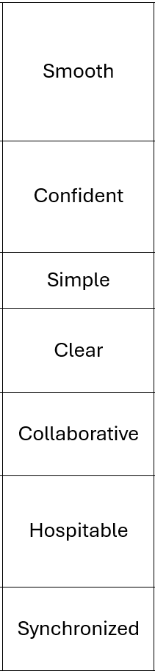 Smooth
Confident
Simple
Clear
Collaborative
Hospitable
Synchronized